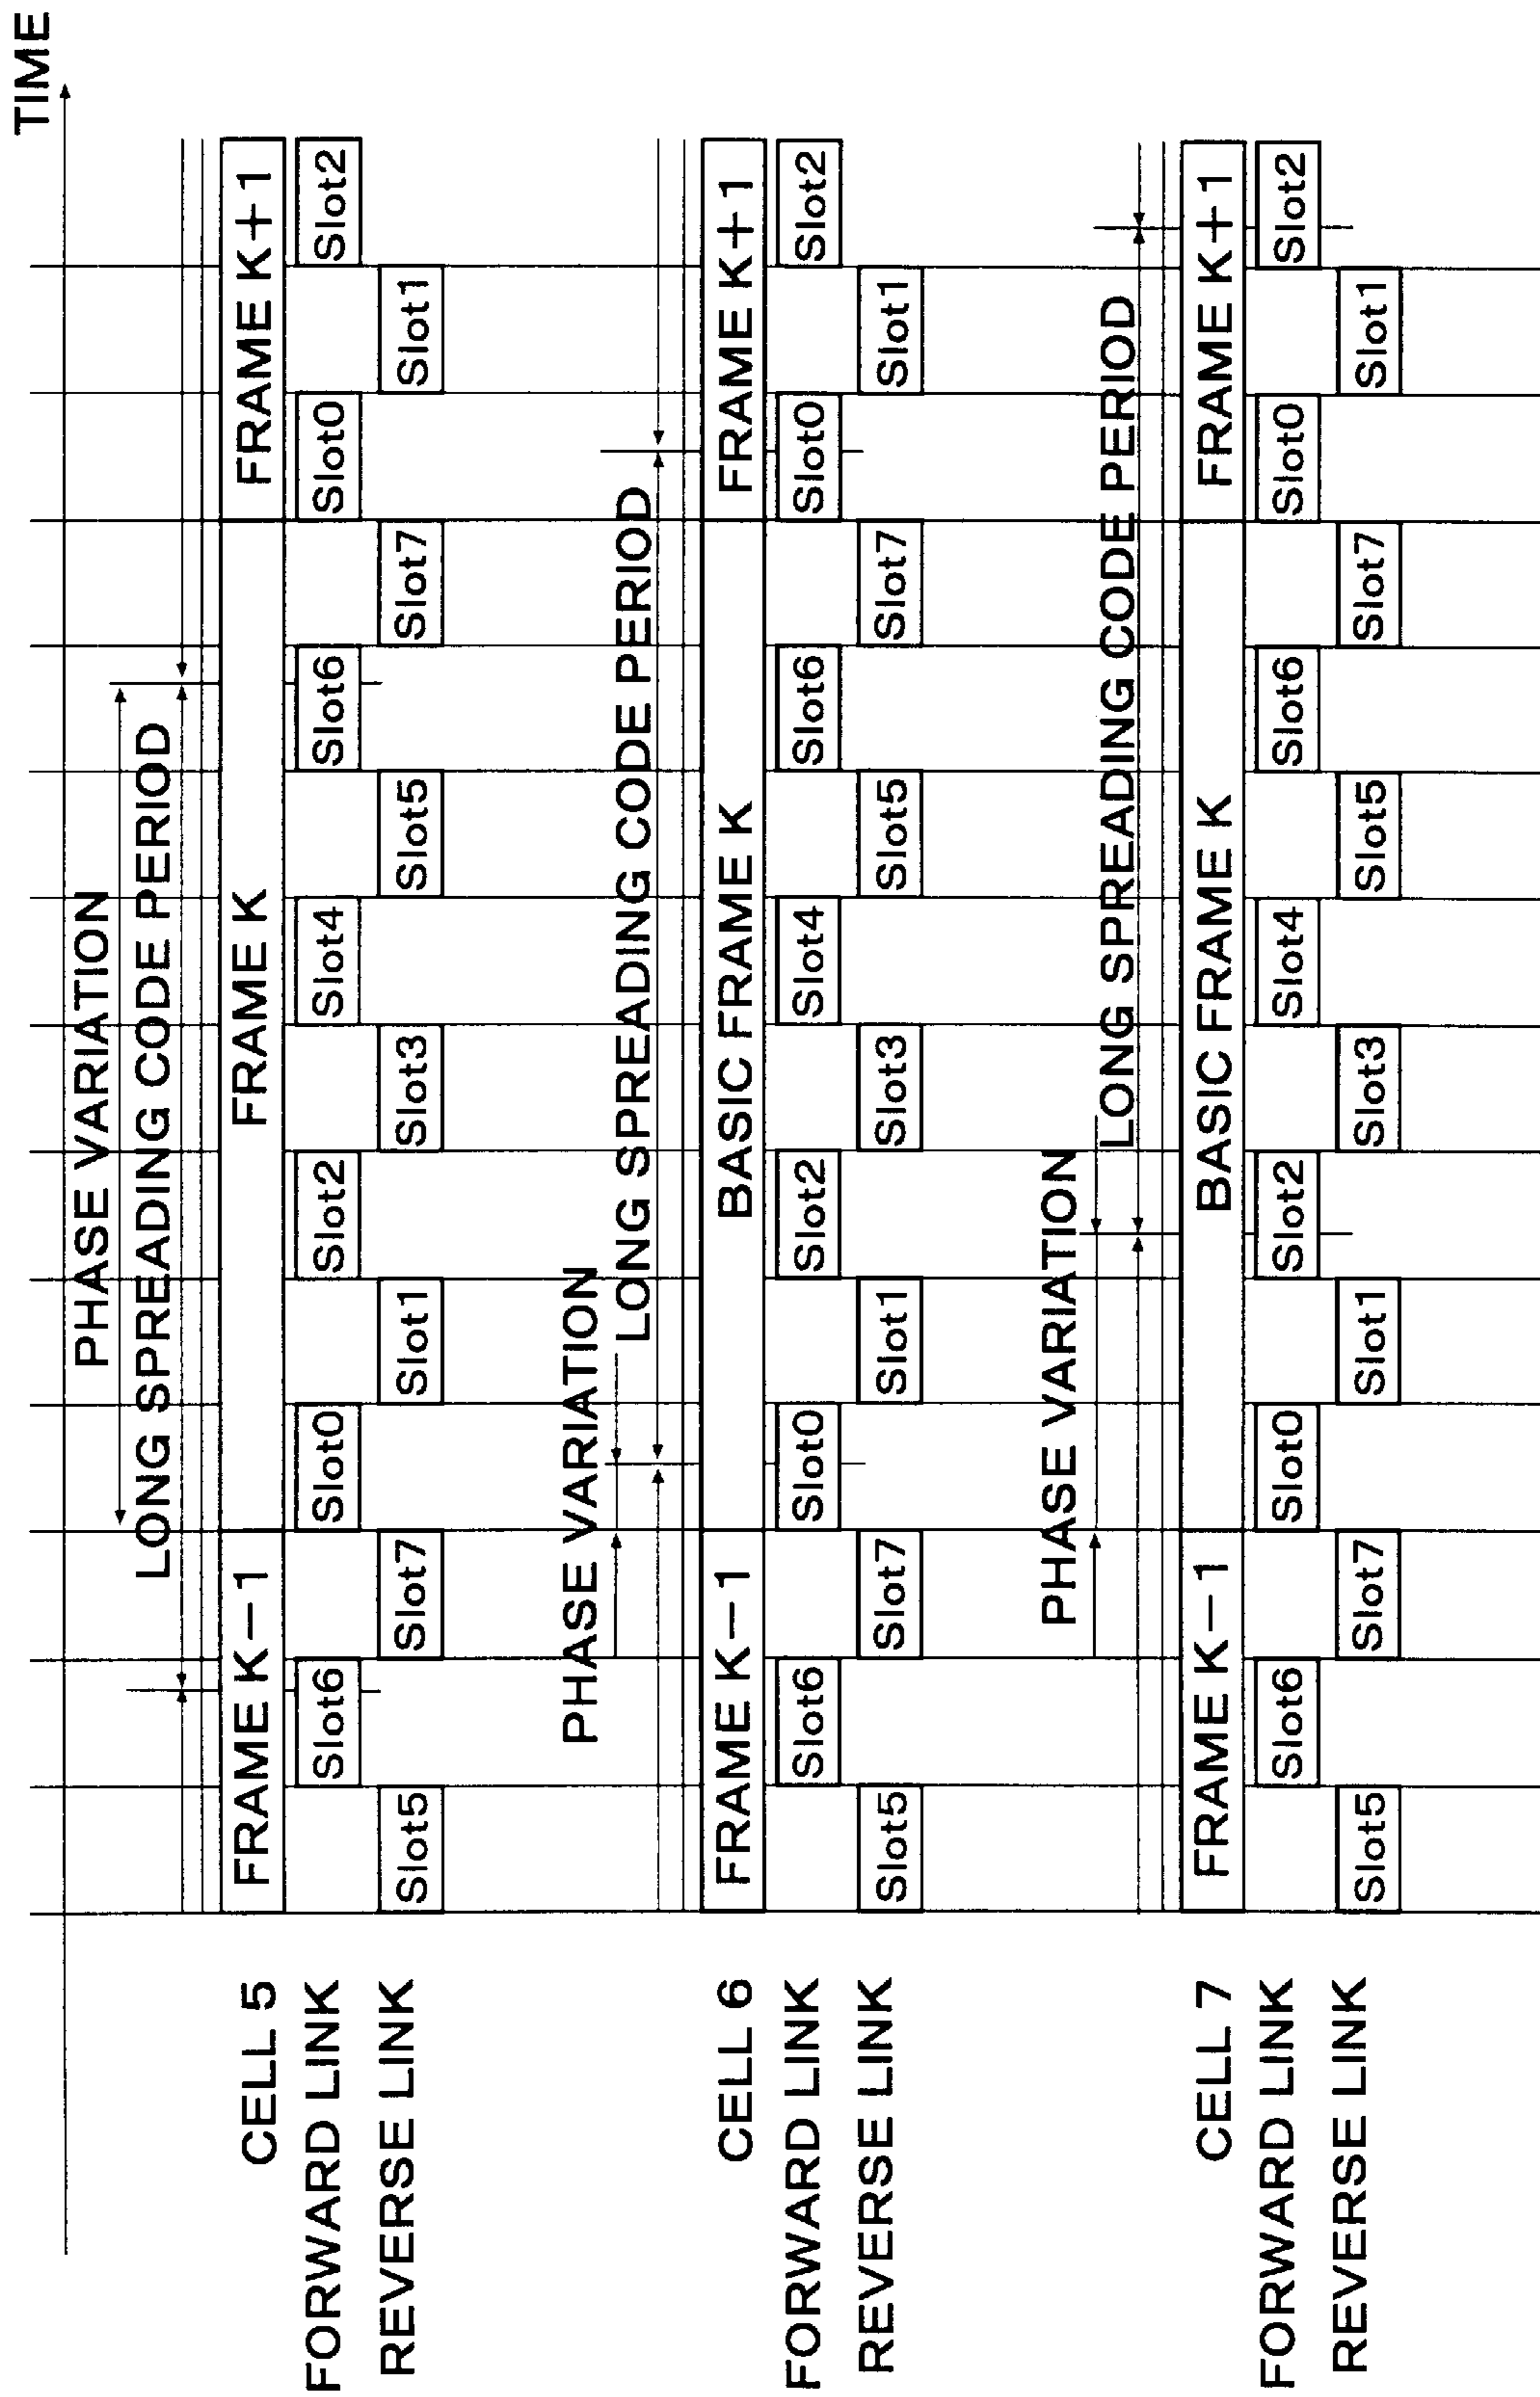 TIME
PHASE VARIATION
LONG SPREADING CODE PERIOD
CELL 5
FRAME K−1
FRAME K
FRAME K+1
FORWARD LINK
Slot6
Slot0
Slot2
Slot4
Slot6
Slot0
Slot2
REVERSE LINK
Slot5
Slot7
Slot1
Slot3
Slot5
Slot7
Slot1
PHASE VARIATION
LONG SPREADING CODE PERIOD
CELL 6
FRAME K−1
BASIC FRAME K
FRAME K+1
FORWARD LINK
Slot6
Slot0
Slot2
Slot4
Slot6
Slot0
Slot2
REVERSE LINK
Slot5
Slot7
Slot1
Slot3
Slot5
Slot7
Slot1
PHASE VARIATION
LONG SPREADING CODE PERIOD
CELL 7
FRAME K−1
BASIC FRAME K
FRAME K+1
FORWARD LINK
Slot6
Slot0
Slot2
Slot4
Slot6
Slot0
Slot2
REVERSE LINK
Slot5
Slot7
Slot1
Slot3
Slot5
Slot7
Slot1